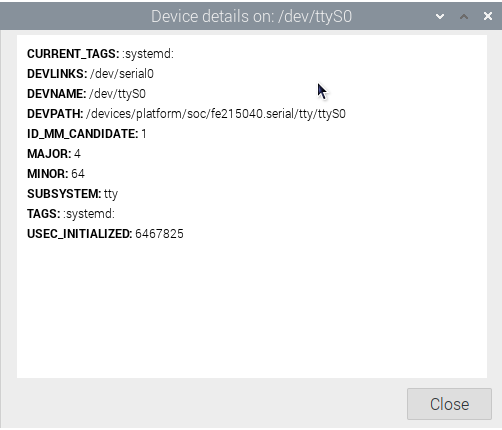 Device details on: /dev/ttyS0
CURRENT_TAGS: :systemd:
DEVLINKS: /dev/serial0
DEVNAME: /dev/ttyS0
DEVPATH: /devices/platform/soc/fe215040.serial/tty/ttyS0
ID_MM_CANDIDATE: 1
MAJOR: 4
MINOR: 64
SUBSYSTEM: tty
TAGS: :systemd:
USEC_INITIALIZED: 6467825
Close